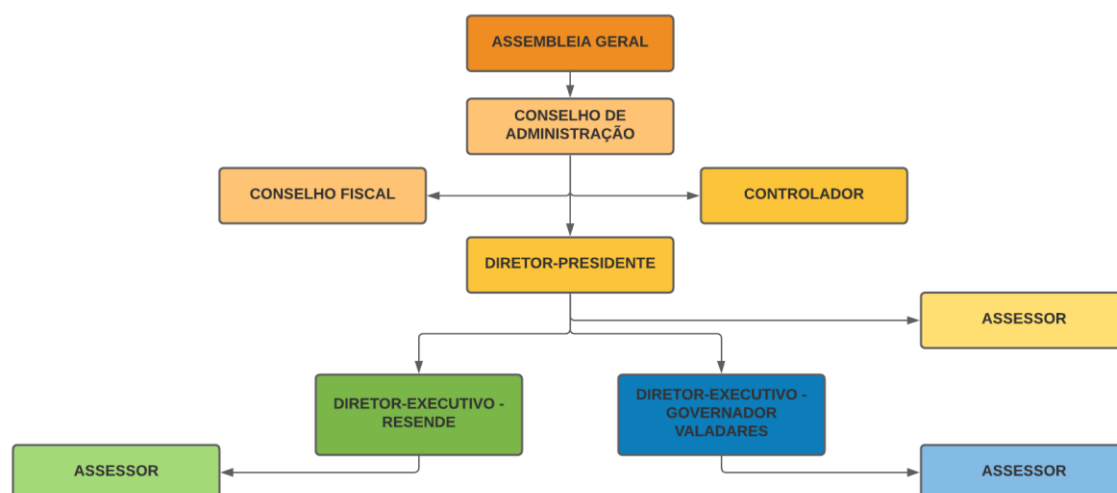 ASSEMBLEIA GERAL
CONSELHO DE
ADMINISTRAÇÃO
CONSELHO FISCAL
CONTROLADOR
DIRETOR-PRESIDENTE
ASSESSOR
DIRETOR-EXECUTIVO -
RESENDE
DIRETOR-EXECUTIVO -
GOVERNADOR
VALADARES
ASSESSOR
ASSESSOR